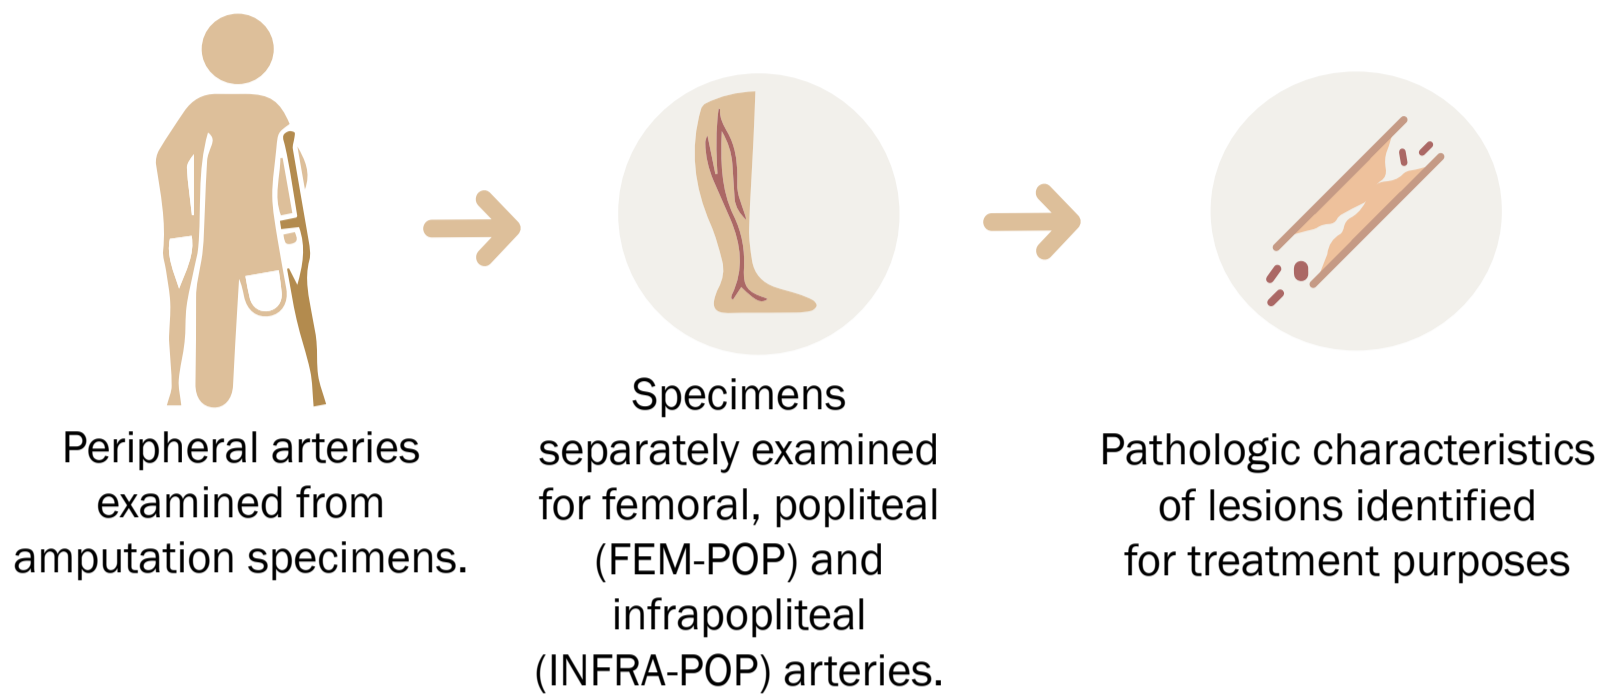 Peripheral arteries
examined from
amputation specimens.
Specimens
separately examined
for femoral, popliteal
(FEM-POP) and
infrapopliteal
(INFRA-POP) arteries.
Pathologic characteristics
of lesions identified
for treatment purposes